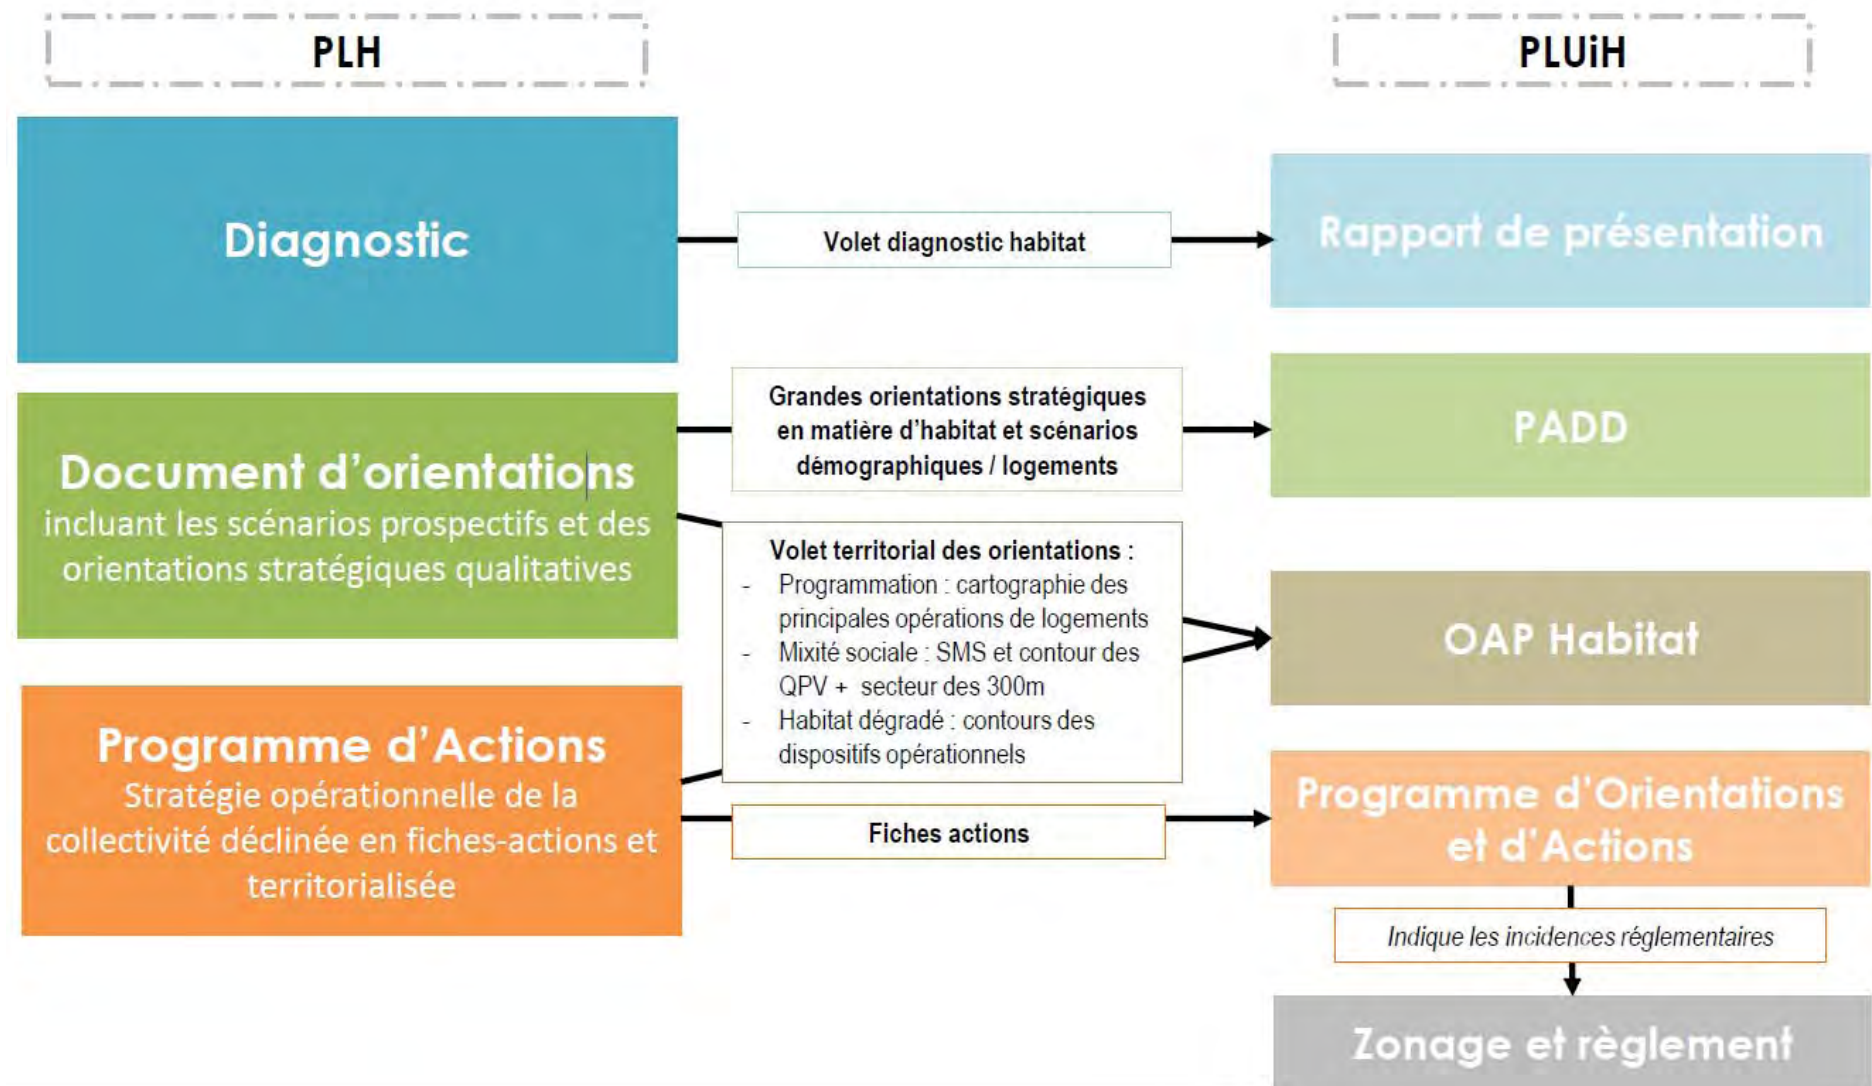 PLH
PLUiH
Diagnostic
Volet diagnostic habitat
Rapport de présentation
Document d'orientations
incluant les scénarios prospectifs et des
orientations stratégiques qualitatives
Grandes orientations stratégiques
en matière d'habitat et scénarios
démographiques / logements
PADD
Volet territorial des orientations :
- Programmation : cartographie des
principales opérations de logements
- Mixité sociale : SMS et contour des
QPV + secteur des 300m
- Habitat dégradé : contours des
dispositifs opérationnels
OAP Habitat
Programme d'Actions
Stratégie opérationnelle de la
collectivité déclinée en fiches-actions et
territorialisée
Fiches actions
Programme d'Orientations
et d'Actions
Indique les incidences réglementaires
Zonage et règlement